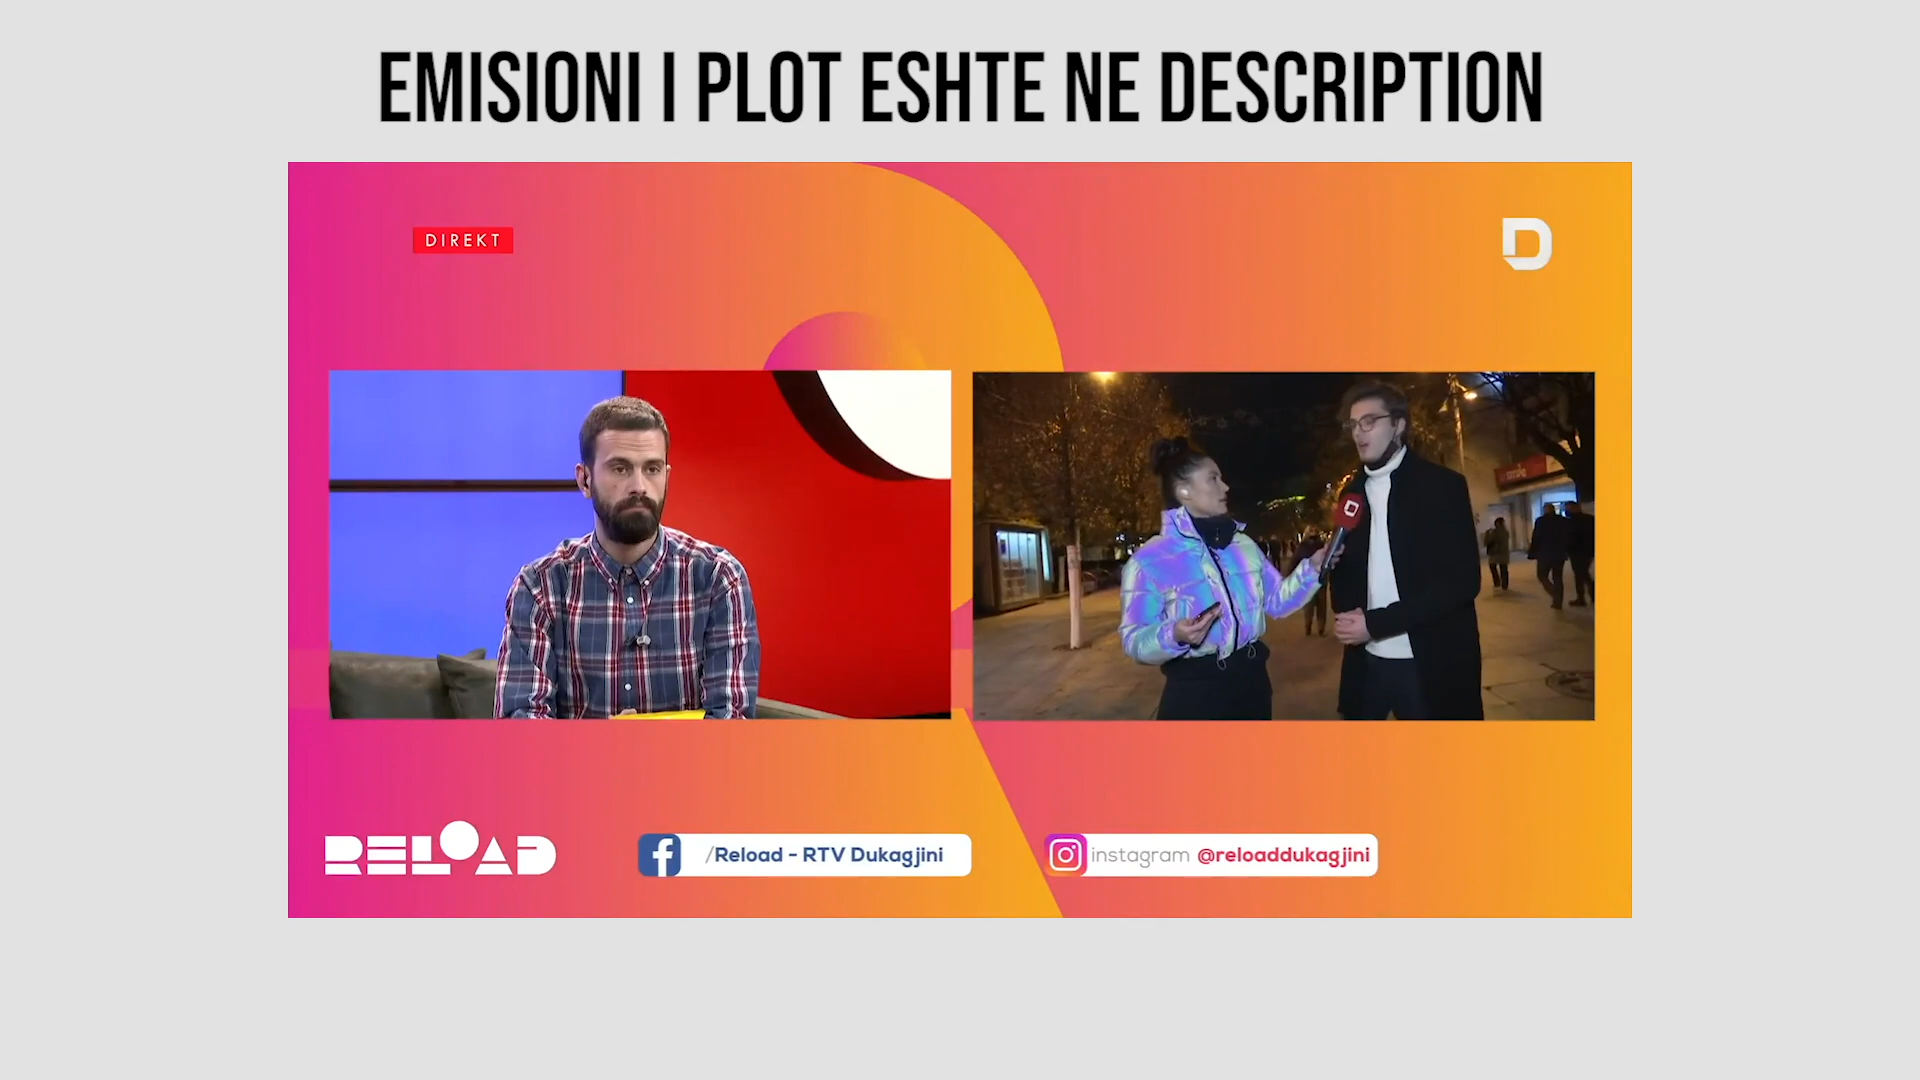 EMISIONI I PLOT ESHTE NE DESCRIPTION
DIREKT
D
RELOAD
/Reload - RTV Dukagjini
instagram @reloaddukagjini